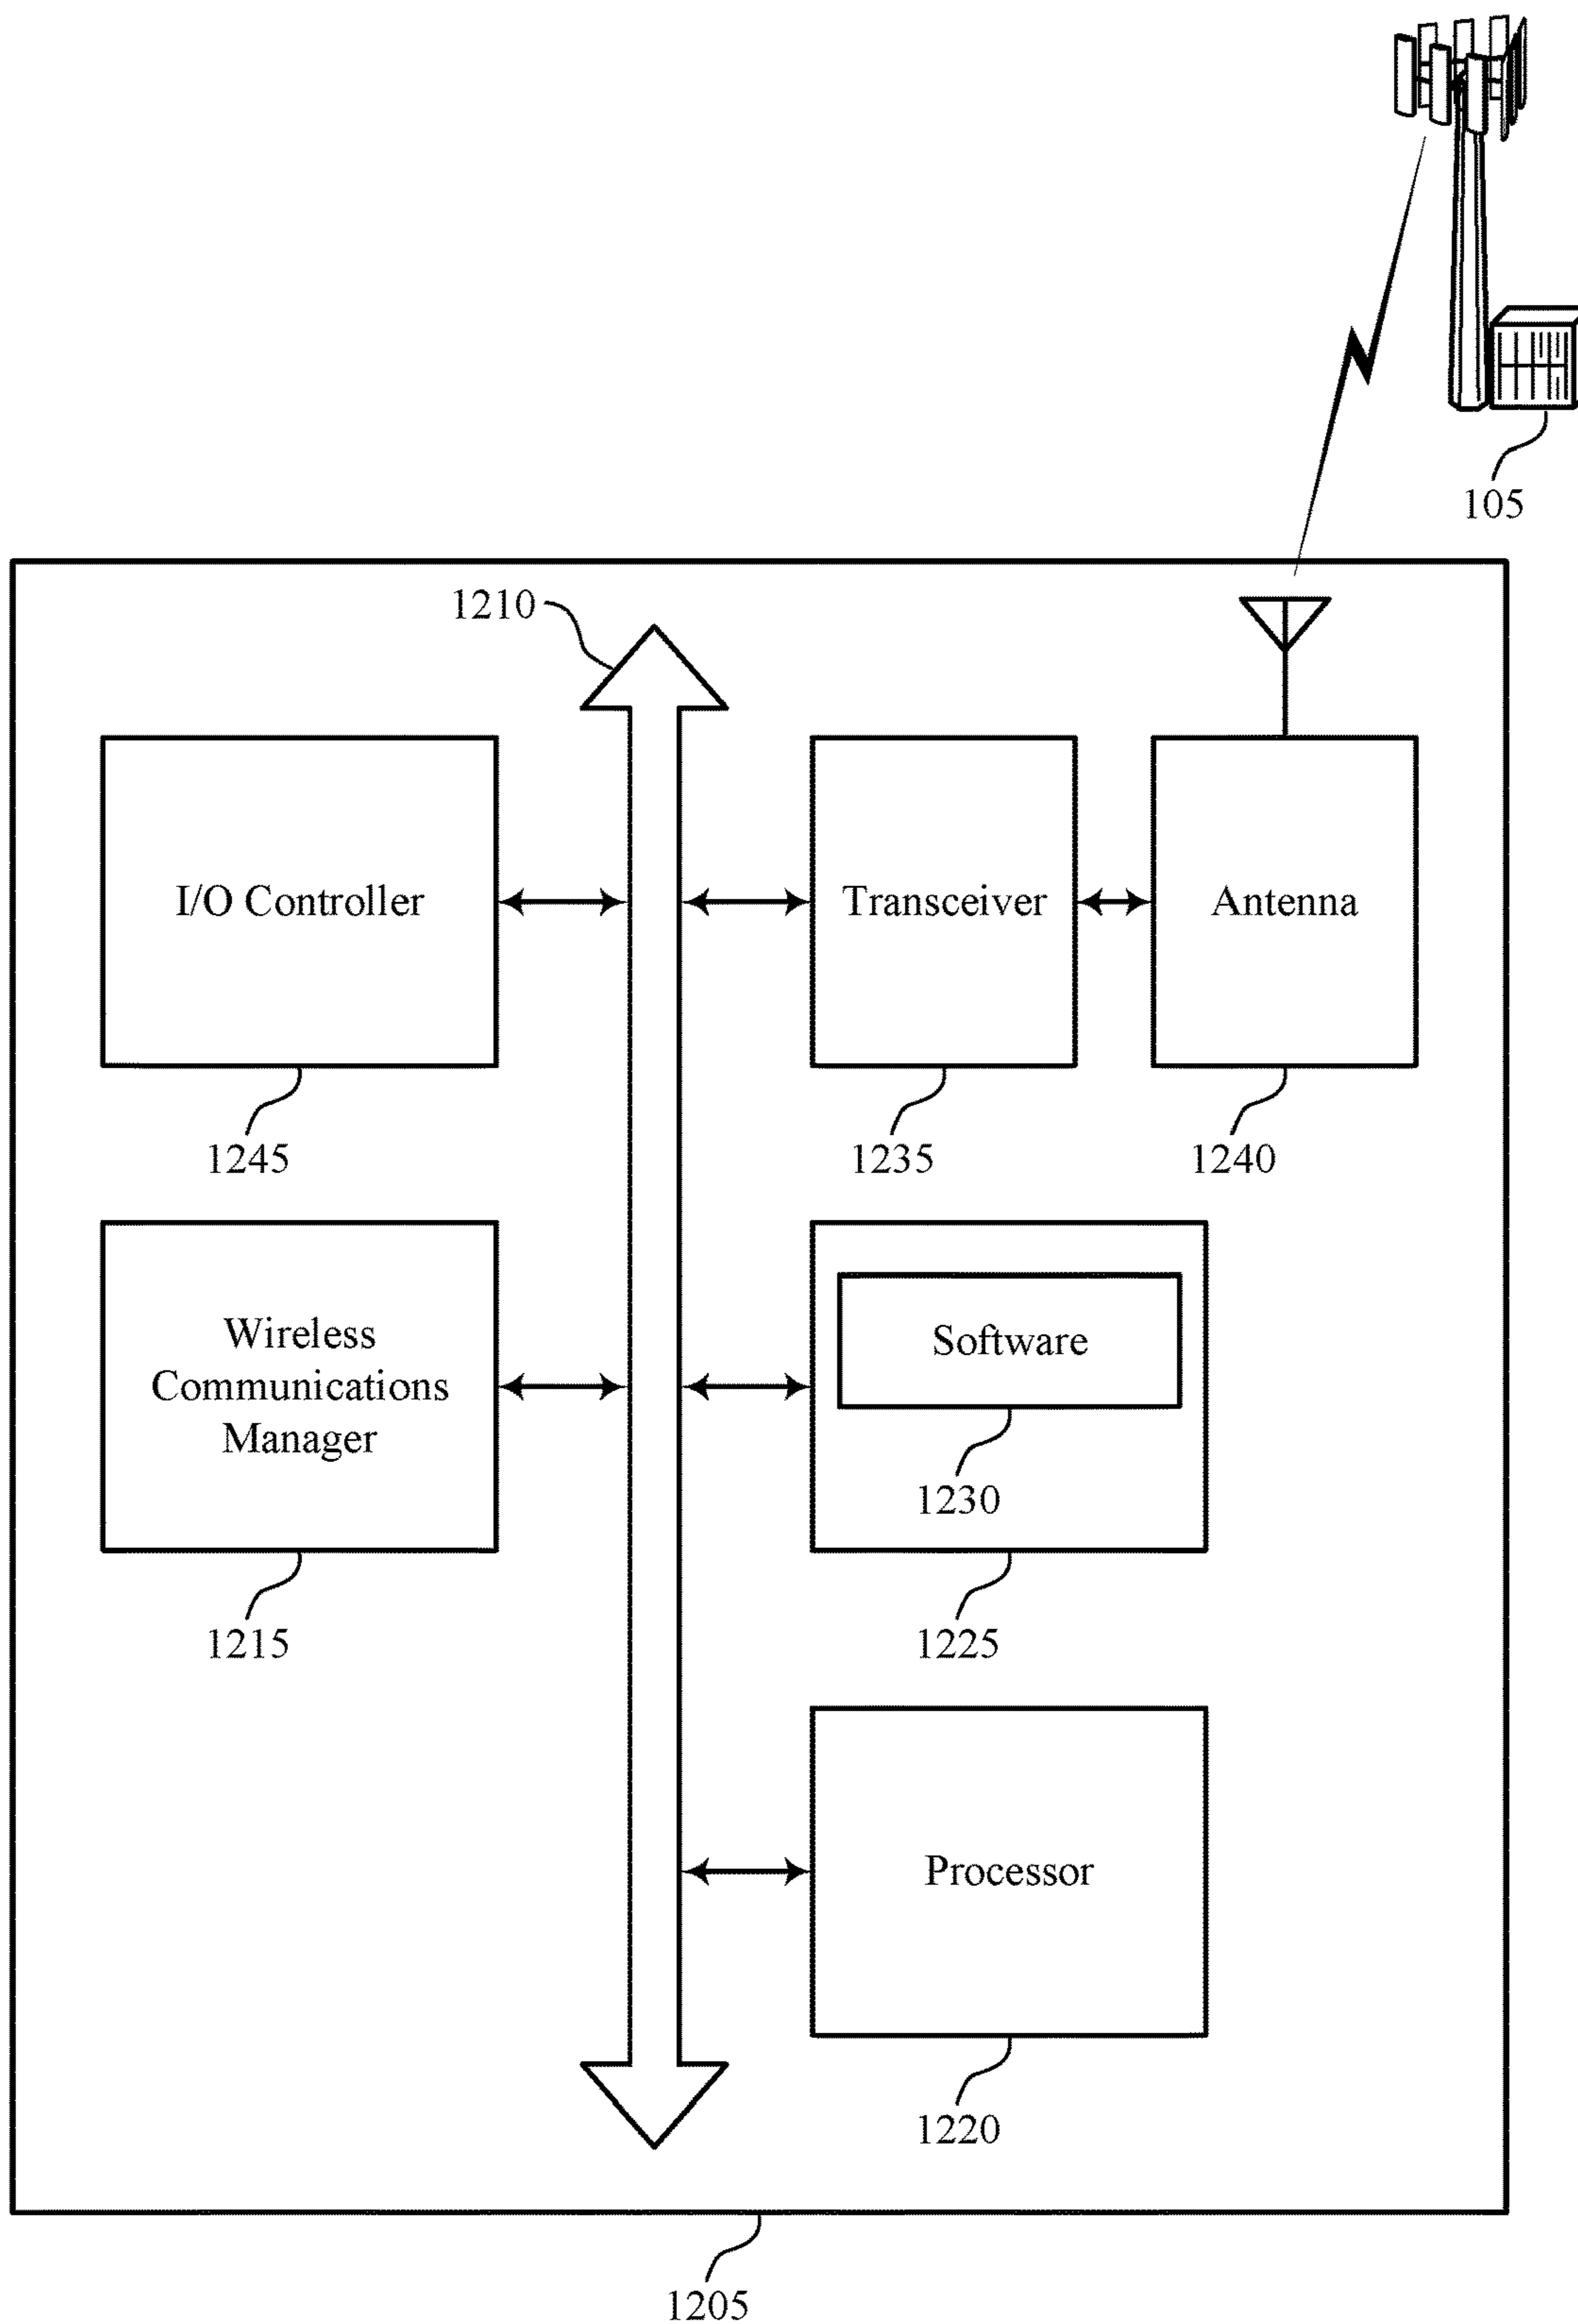 105
1210
I/O Controller
Transceiver
Antenna
1245
1235
1240
Wireless
Communications
Manager
Software
1230
1215
1225
Processor
1220
1205